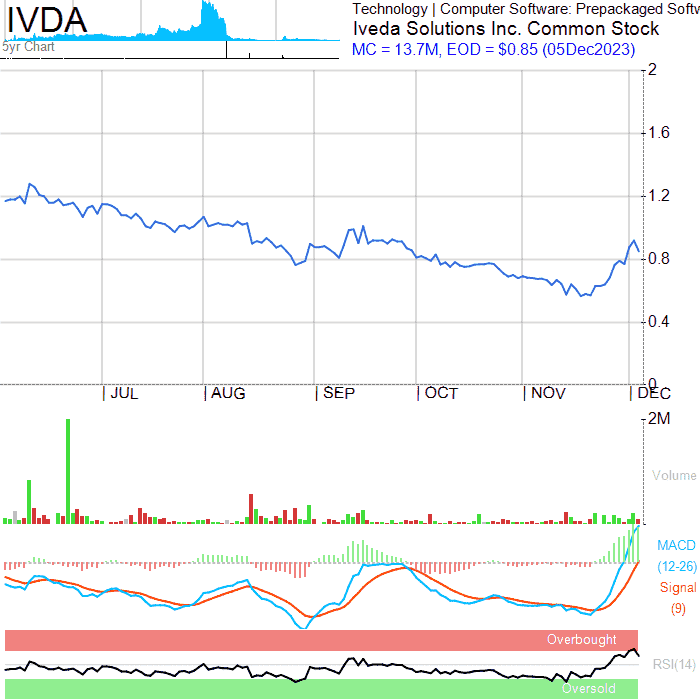 IVDA
5yr Chart
Technology | Computer Software: Prepackaged Softw
Iveda Solutions Inc. Common Stock
MC = 13.7M, EOD = $0.85 (05Dec2023)
2
1.6
1.2
0.8
0.4
0
| JUL | AUG | SEP | OCT | NOV | DEC
2M
Volume
MACD
(12-26)
Signal
(9)
Overbought
RSI(14)
Oversold